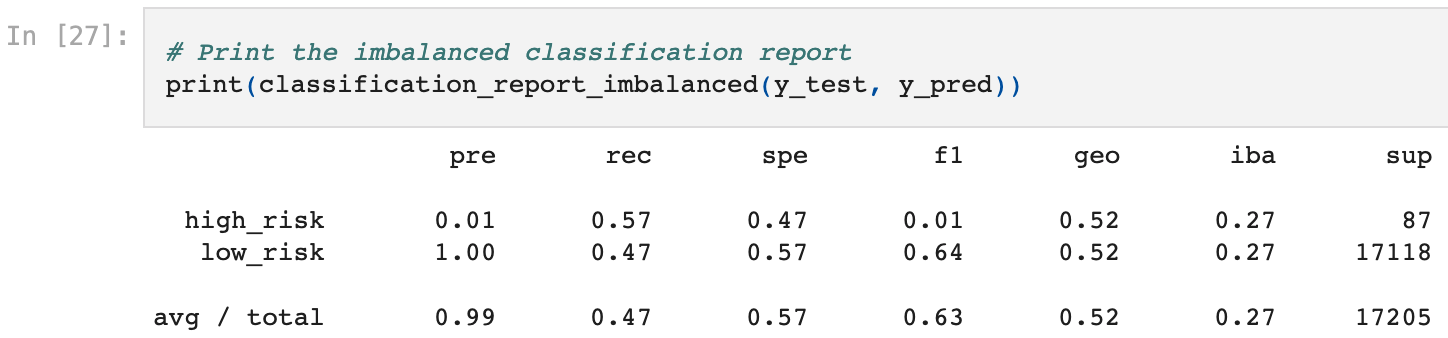 In [27]:
# Print the imbalanced classification report
print(classification_report_imbalanced(y_test, y_pred))
pre rec spe f1 geo iba sup
high_risk 0.01 0.57 0.47 0.01 0.52 0.27 87
low_risk 1.00 0.47 0.57 0.64 0.52 0.27 17118
avg / total 0.99 0.47 0.57 0.63 0.52 0.27 17205